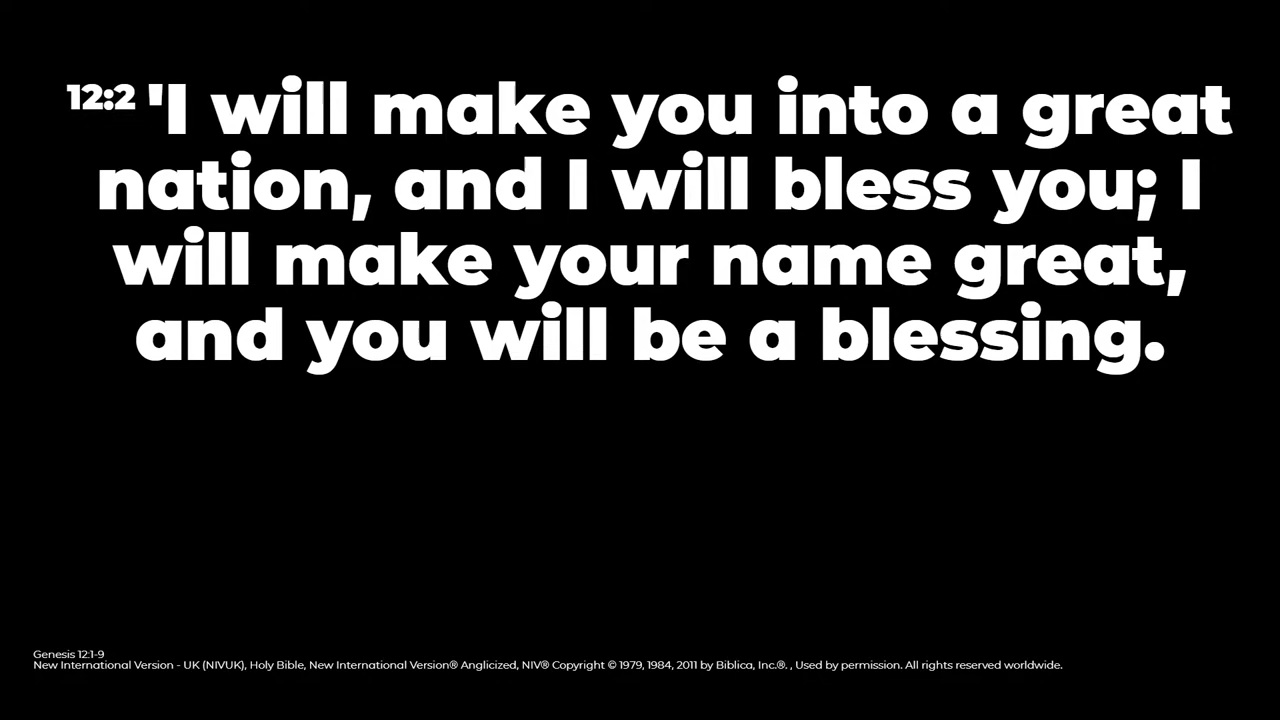 12:2 'I will make you into a great
nation, and I will bless you; I
will make your name great,
and you will be a blessing.
Genesis 12:1-9
New International Version - UK (NIVUK), Holy Bible, New International Version® Anglicized, NIV® Copyright © 1979, 1984, 2011 by Biblica, Inc.®. , Used by permission. All rights reserved worldwide.